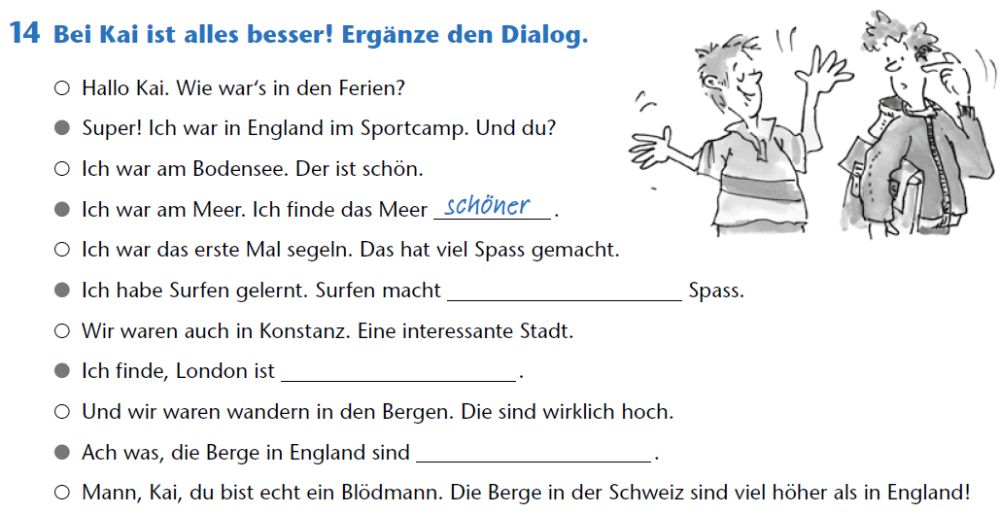 14 Bei Kai ist alles besser! Ergänze den Dialog.
○ Hallo Kai. Wie war‘s in den Ferien?
● Super! Ich war in England im Sportcamp. Und du?
○ Ich war am Bodensee. Der ist schön.
● Ich war am Meer. Ich finde das Meer schöner.
○ Ich war das erste Mal segeln. Das hat viel Spass gemacht.
● Ich habe Surfen gelernt. Surfen macht ____________________ Spass.
○ Wir waren auch in Konstanz. Eine interessante Stadt.
● Ich finde, London ist ____________________.
○ Und wir waren wandern in den Bergen. Die sind wirklich hoch.
● Ach was, die Berge in England sind ____________________.
○ Mann, Kai, du bist echt ein Blödmann. Die Berge in der Schweiz sind viel höher als in England!